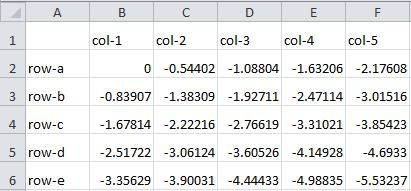 A B C D E F
1 col-1 col-2 col-3 col-4 col-5
2 row-a 0 -0.54402 -1.08804 -1.63206 -2.17608
3 row-b -0.83907 -1.38309 -1.92711 -2.47114 -3.01516
4 row-c -1.67814 -2.22216 -2.76619 -3.31021 -3.85423
5 row-d -2.51722 -3.06124 -3.60526 -4.14928 -4.6933
6 row-e -3.35629 -3.90031 -4.44433 -4.98835 -5.53237